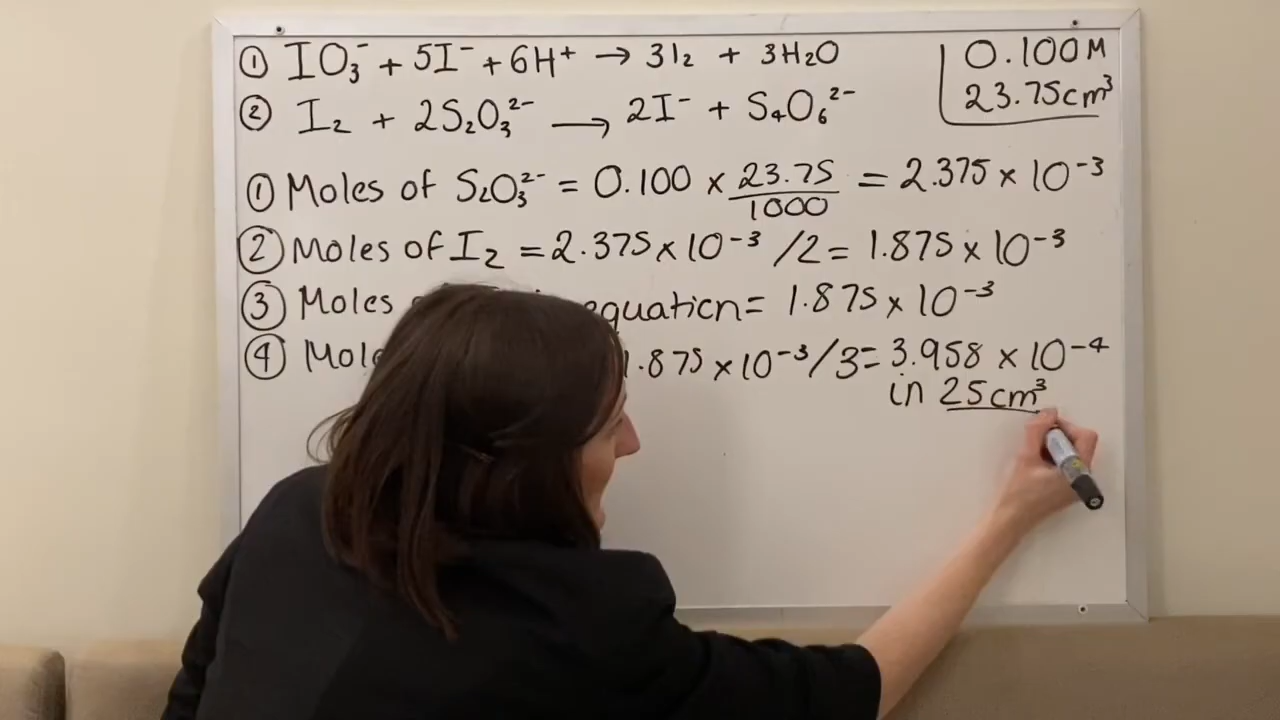 ① IO₃⁻ + 5I⁻ + 6H⁺ → 3I₂ + 3H₂O
② I₂ + 2S₂O₃²⁻ → 2I⁻ + S₄O₆²⁻
0.100M
23.75cm³
① Moles of S₂O₃²⁻ = 0.100 × 23.75/1000 = 2.375 × 10⁻³
② Moles of I₂ = 2.375 × 10⁻³ /2 = 1.875 × 10⁻³
③ Moles equation = 1.875 × 10⁻³
④ 1.875 × 10⁻³/3 = 3.958 × 10⁻⁴
in 25cm³